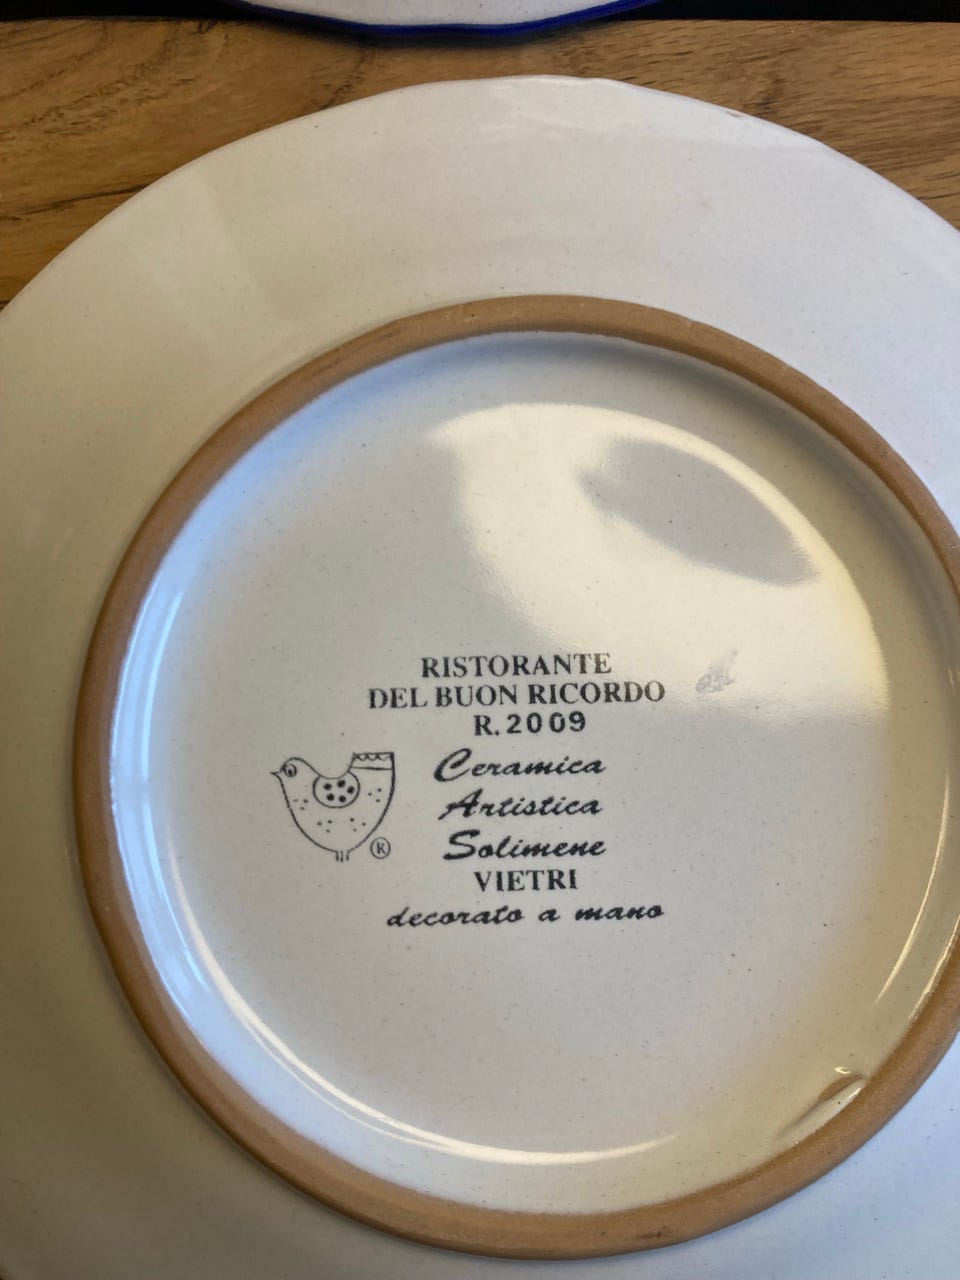 RISTORANTE
DEL BUON RICORDO
R. 2009
Ceramica
Artistica
Solimene
VIETRI
decorato a mano
®